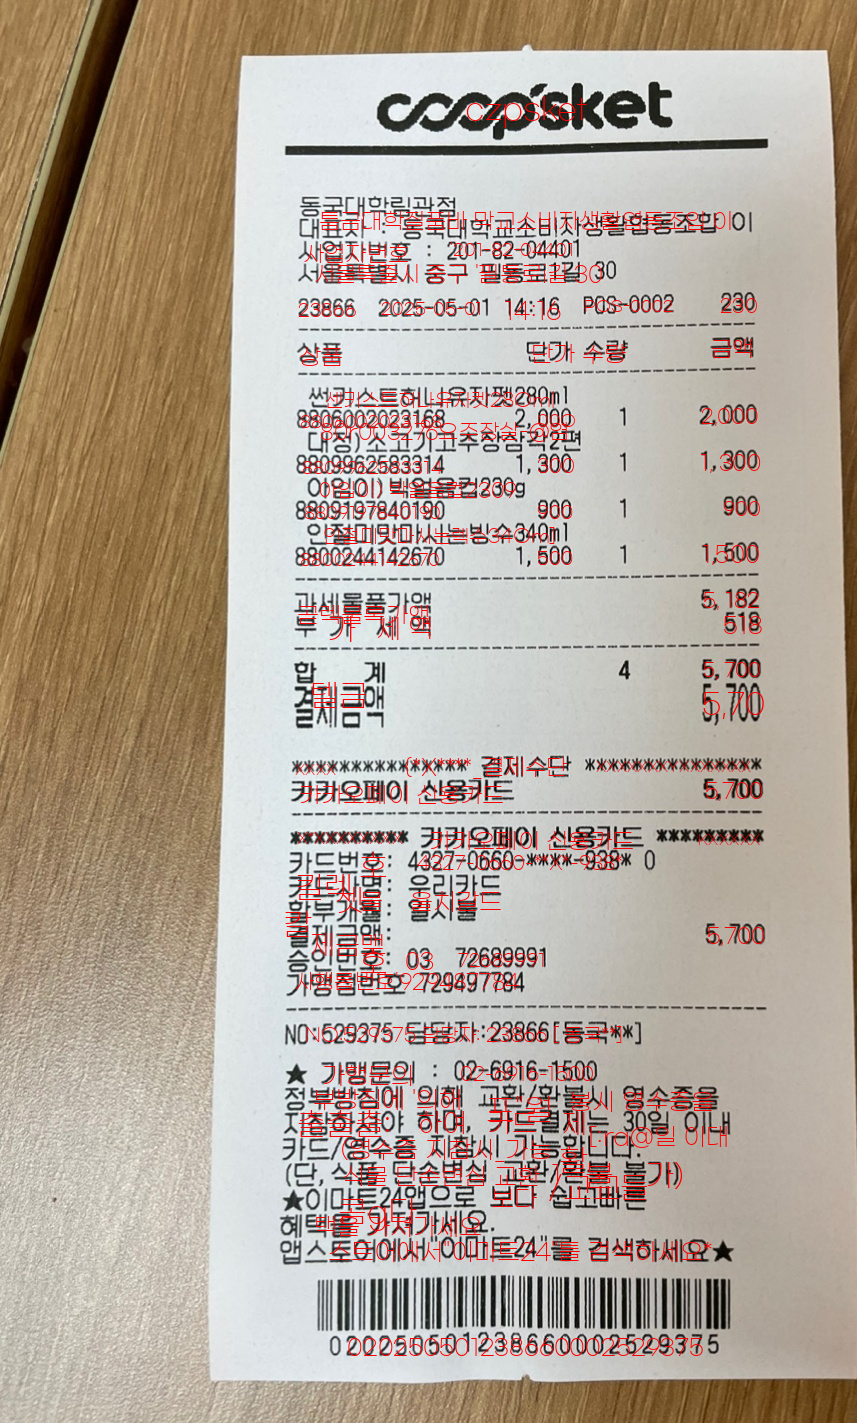 coop'sket
동국대학림관점
대표자 : 동국대학교소비자생활협동조합 이
사업자번호 : 201-82-04401
서울특별시 중구 필동로1길 30
23866 2025-05-01 14:16 POS-0002 230
상품 단가 수량 금액
썬키스트허니유자펫280ml
8806002023168 2,000 1 2,000
대정)소고기고추장삼각2편
8809962583314 1,300 1 1,300
230g
8809197840190 900 1 900
인절미맛마시는빙수340ml
8800244142670 1,500 1 1,500
과세물품가액 5,182
부 가 세 액 518
합 계 4 5,700
결제금액 5,700
*************** 결제수단 ***************
카카오페이 신용카드 5,700
********** 카카오페이 신용카드 *********
카드번호: 4327-0660-****-938* 0
카드사명: 우리카드
할부개월: 일시불
결제금액: 5,700
승인번호: 03 72689991
가맹점번호 729497784
NO:529375 담당자:23866[동국**]
★ 가맹문의 : 02-6916-1500
정부방침에 의해 교환/환불시 영수증을
지참하셔야 하며, 카드결제는 30일 이내
카드/영수증 지참시 가능합니다.
(단, 식품 단순변심 교환/환불 불가)
★이마트24앱으로 보다 쉽고빠른
혜택을 가져가세요.
앱스토어에서"이마트24"를 검색하세요★
02025050123866000252​9375